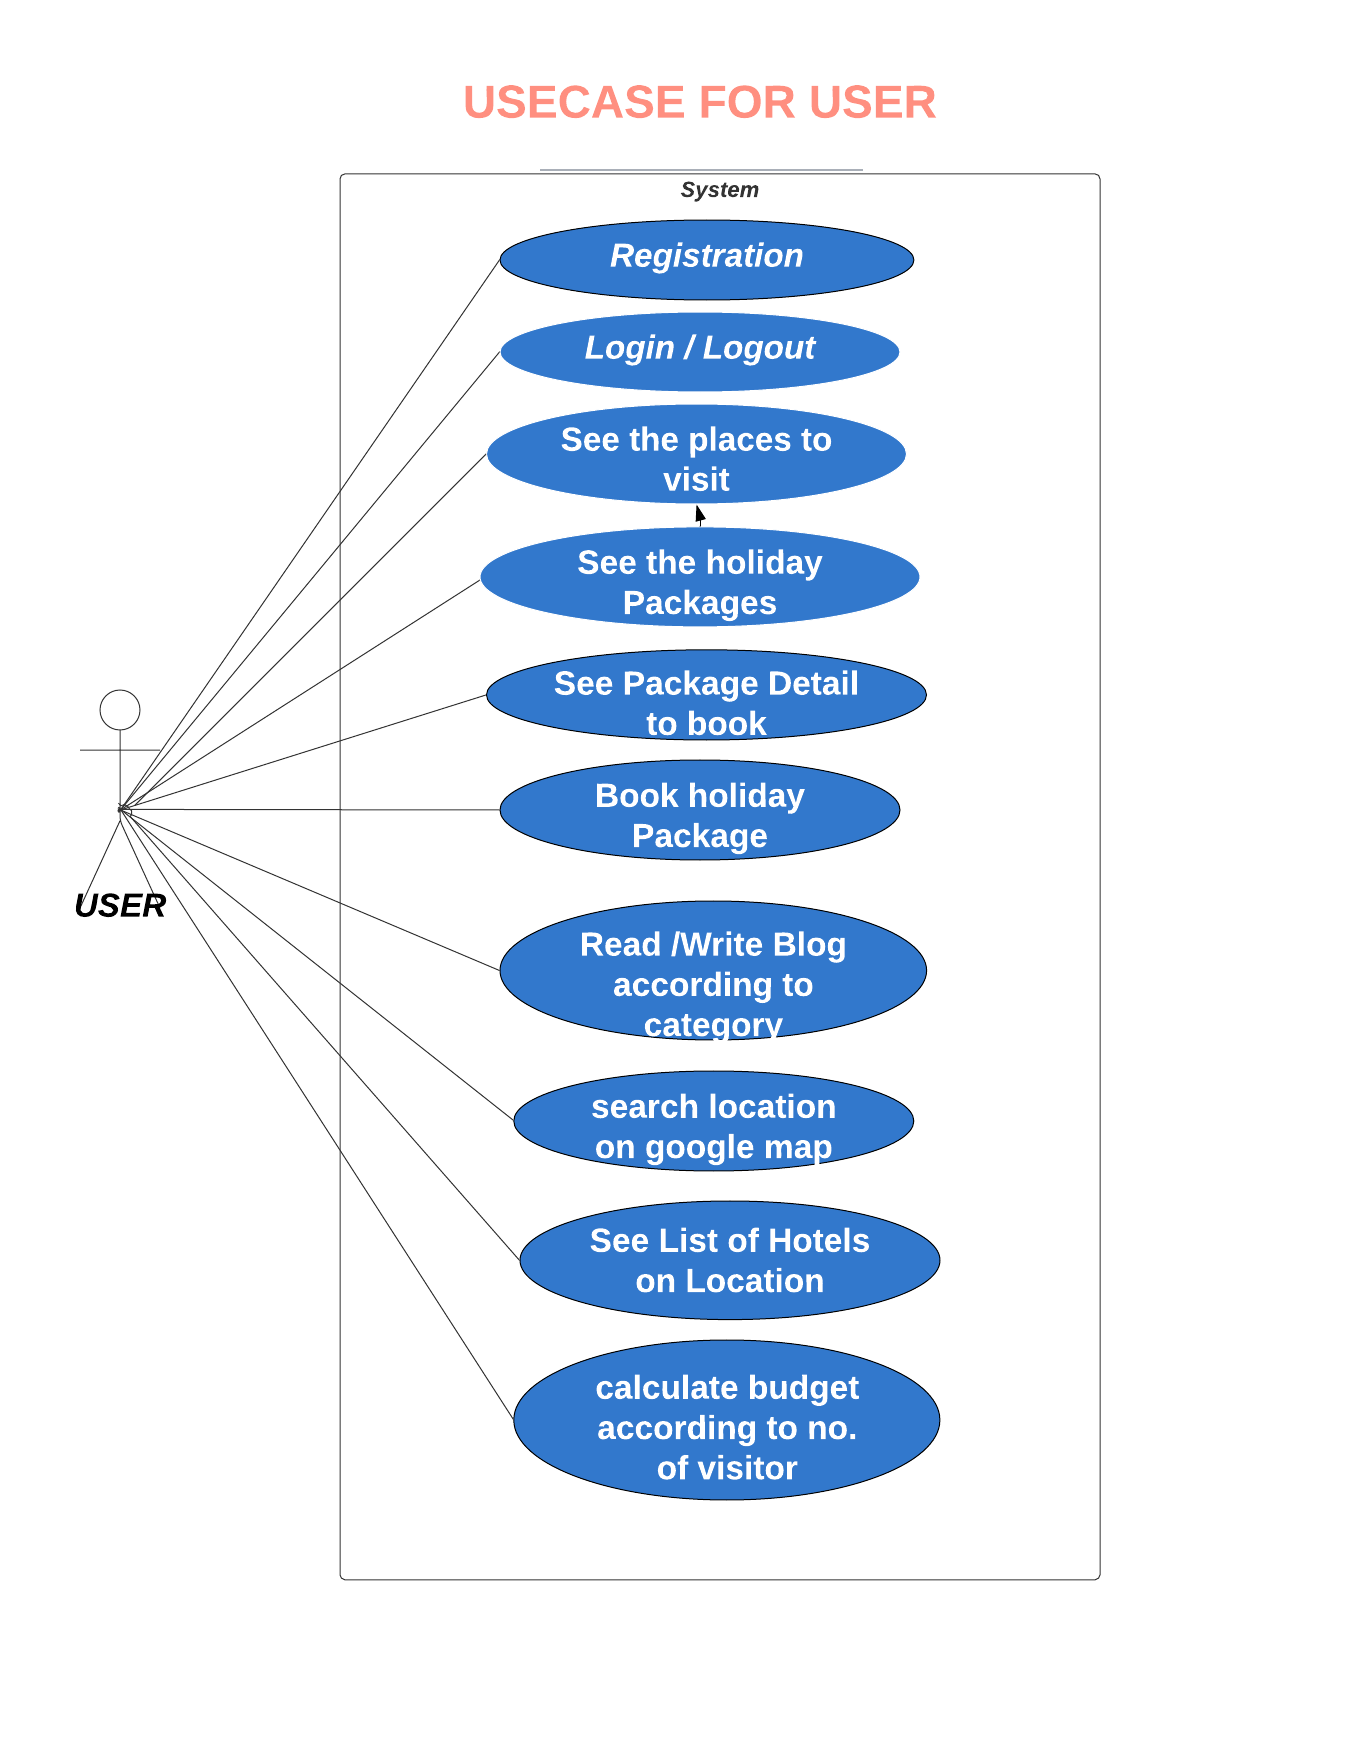 USECASE FOR USER
System
Registration
Login / Logout
See the places to
visit
See the holiday
Packages
See Package Detail
to book
Book holiday
Package
USER
Read /Write Blog
according to
category
search location
on google map
See List of Hotels
on Location
calculate budget
according to no.
of visitor